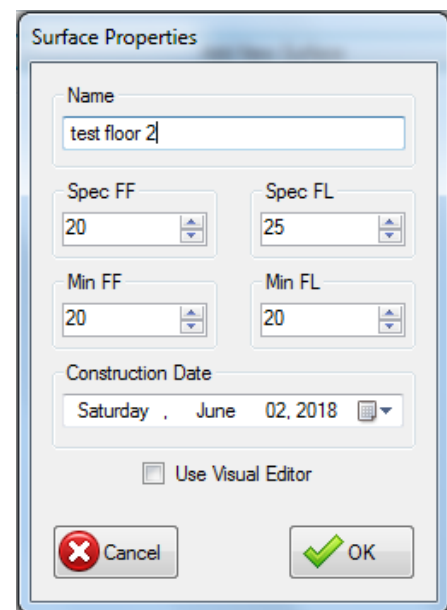 Surface Properties
Name
test floor 2
Spec FF
Spec FL
20
25
Min FF
Min FL
20
20
Construction Date
Saturday , June 02, 2018
Use Visual Editor
Cancel
OK